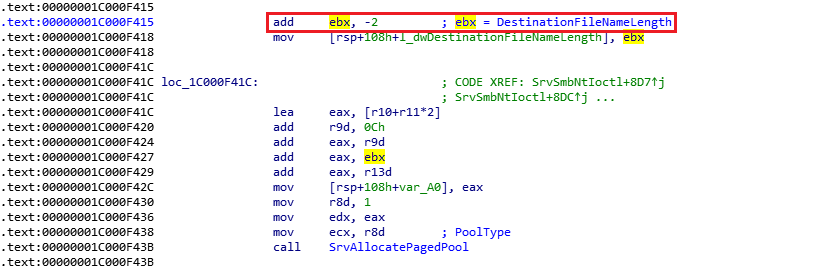 .text:00000001C000F415
.text:00000001C000F415 add ebx, -2 ; ebx = DestinationFileNameLength
.text:00000001C000F418 mov [rsp+108h+l_dwDestinationFileNameLength], ebx
.text:00000001C000F418
.text:00000001C000F41C
.text:00000001C000F41C loc_1C000F41C: ; CODE XREF: SrvSmbNtIoctl+8D7↑j
.text:00000001C000F41C ; SrvSmbNtIoctl+8DC↑j ...
.text:00000001C000F41C lea eax, [r10+r11*2]
.text:00000001C000F420 add r9d, 0Ch
.text:00000001C000F424 add eax, r9d
.text:00000001C000F427 add eax, ebx
.text:00000001C000F429 add eax, r13d
.text:00000001C000F42C mov [rsp+108h+var_A0], eax
.text:00000001C000F430 mov r8d, 1
.text:00000001C000F436 mov edx, eax
.text:00000001C000F438 mov ecx, r8d ; PoolType
.text:00000001C000F43B call SrvAllocatePagedPool
.text:00000001C000F43B